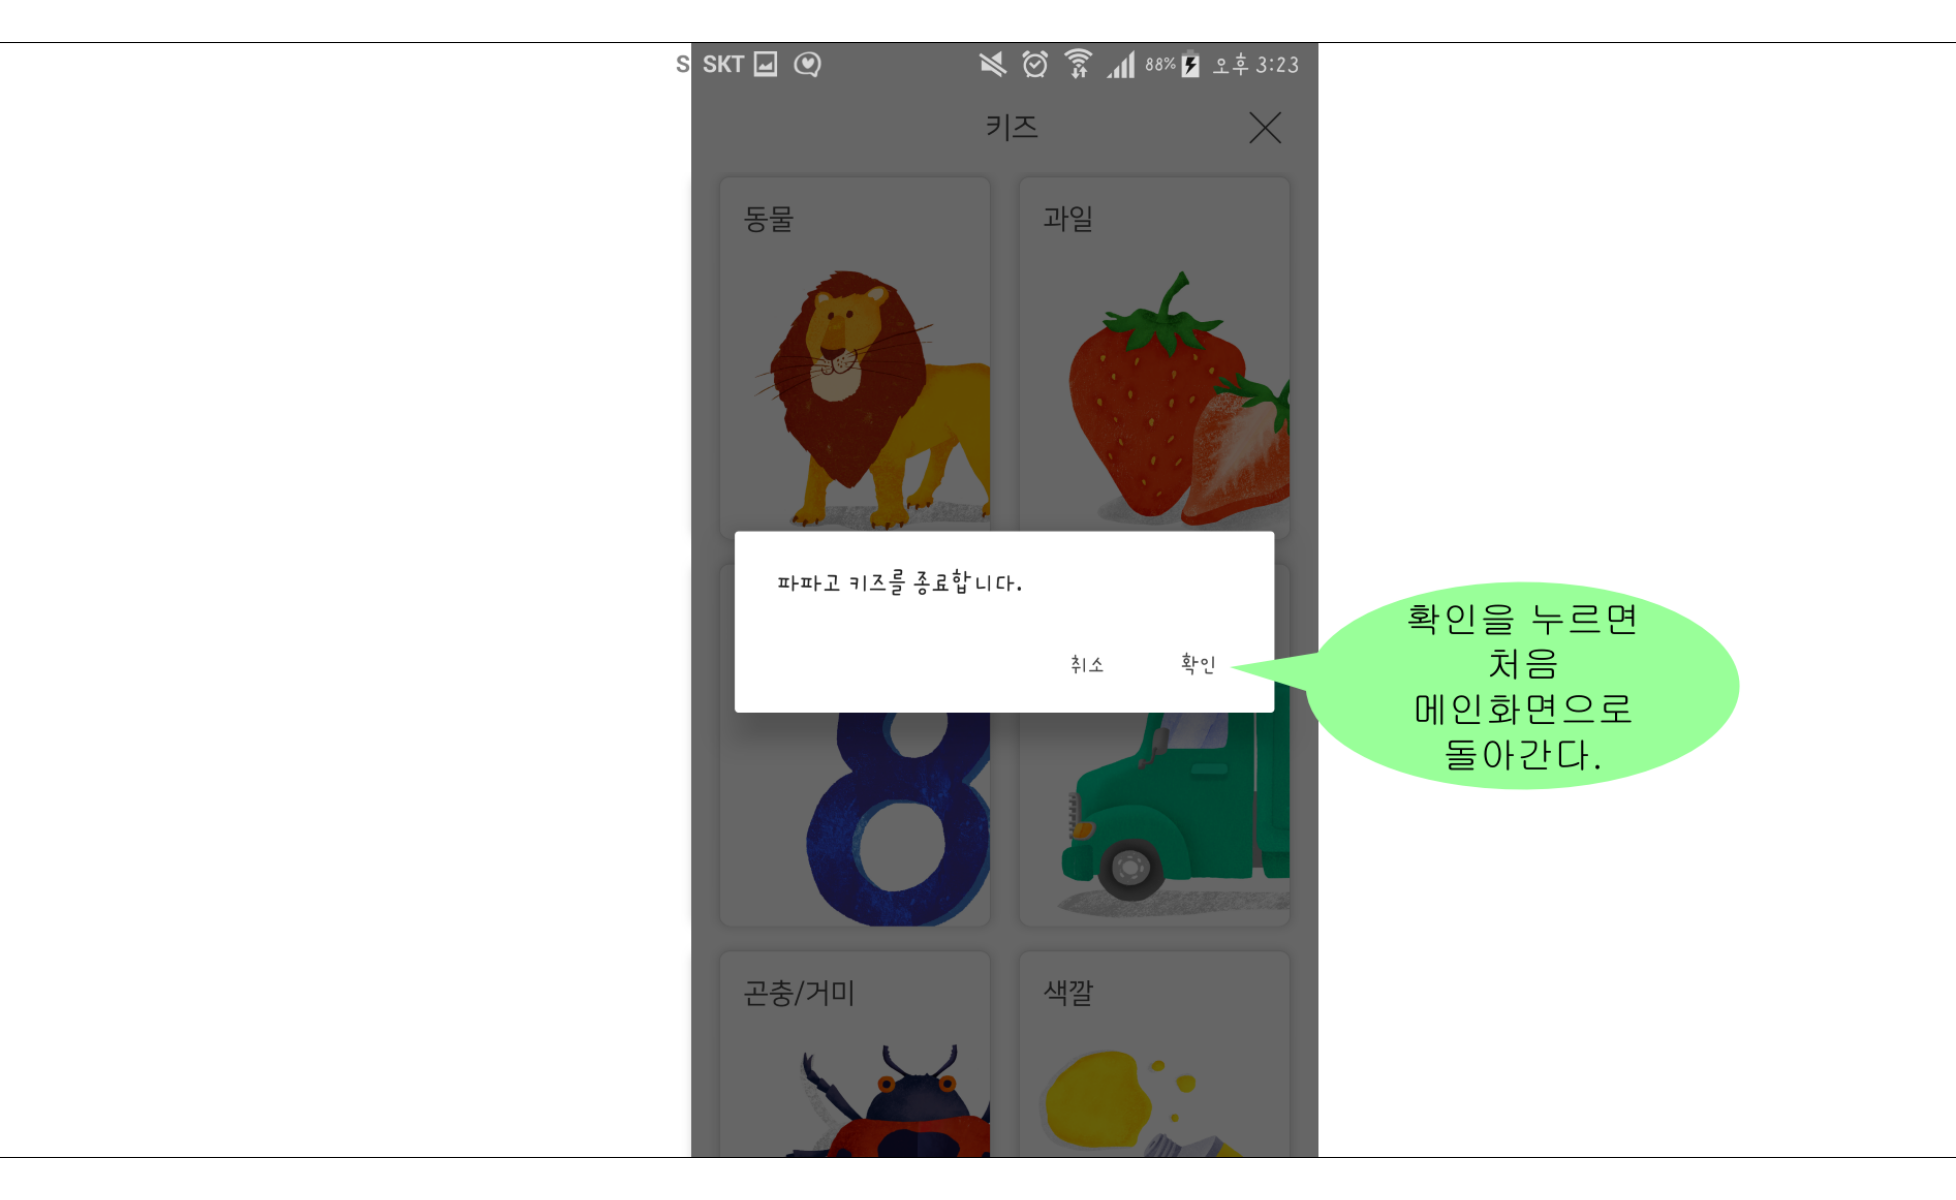 S SKT 88% 오후 3:23
키즈
동물 과일
파파고 키즈를 종료합니다.
취소 확인
확인을 누르면
처음
메인화면으로
돌아간다.
8
곤충/거미 색깔